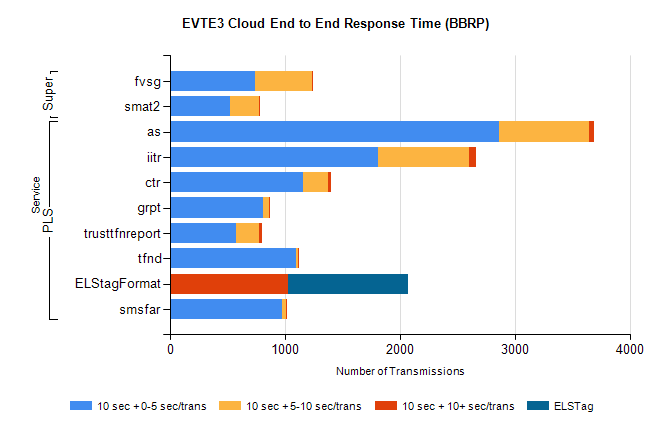 EVTE3 Cloud End to End Response Time (BBRP)
Super
fvsg
smat2
Service
PLS
as
iitr
ctr
grpt
trusttfnreport
tfnd
ELStagFormat
smsfar
0 1000 2000 3000 4000
Number of Transmissions
10 sec +0-5 sec/trans 10 sec +5-10 sec/trans 10 sec + 10+ sec/trans ELSTag